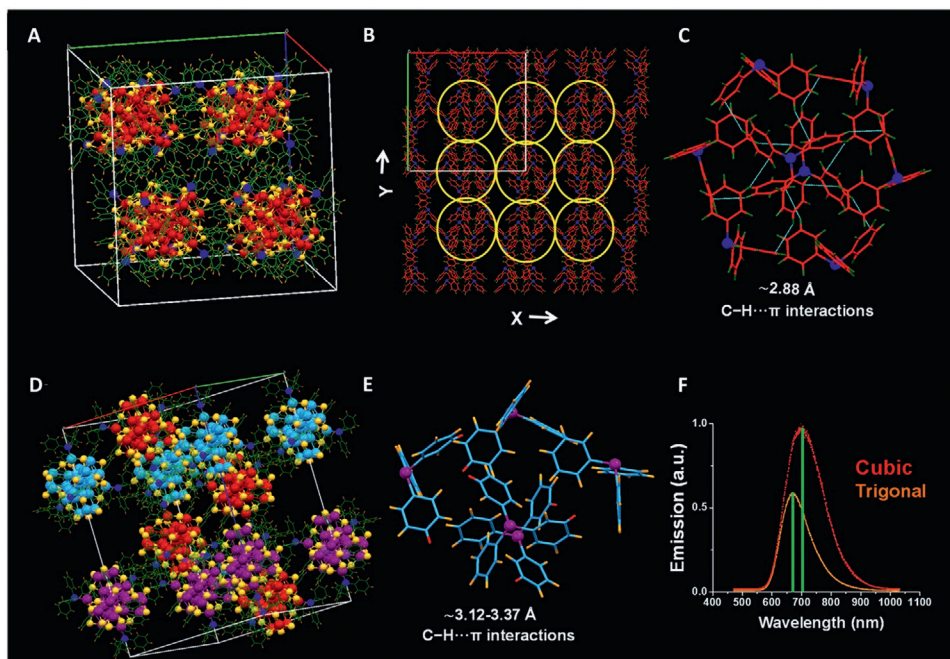 A
B
C
Y
X
~2.88 Å
C–H···π interactions
D
E
F
~3.12-3.37 Å
C–H···π interactions
1.0
0.5
0.0
Emission (a.u.)
Cubic
Trigonal
400 500 600 700 800 900 1000 1100
Wavelength (nm)